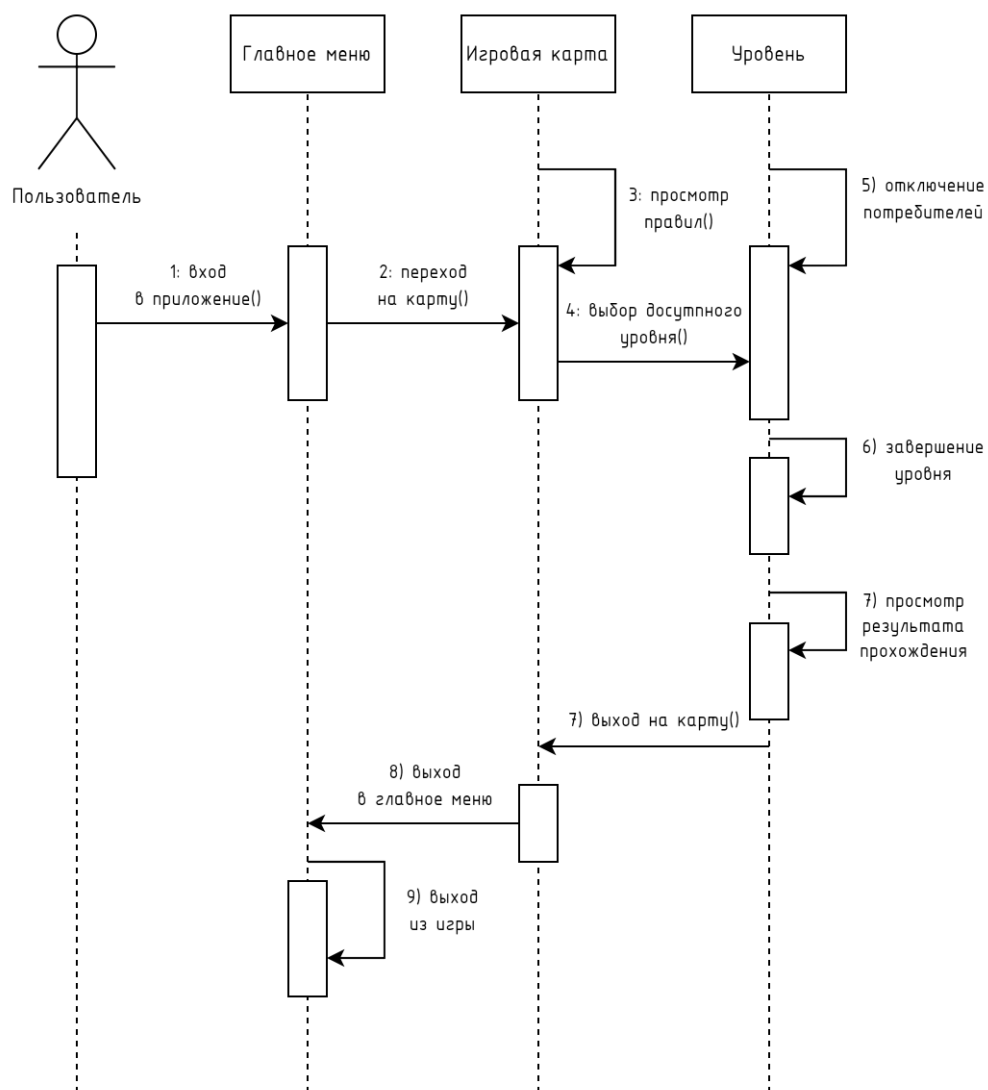 Главное меню
Игровая карта
Уровень
Пользователь
3: просмотр
правил()
5) отключение
потребителей
1: вход
в приложение()
2: переход
на карту()
4: выбор досутпного
уровня()
6) завершение
уровня
7) просмотр
результата
прохождения
7) выход на карту()
8) выход
в главное меню
9) выход
из игры